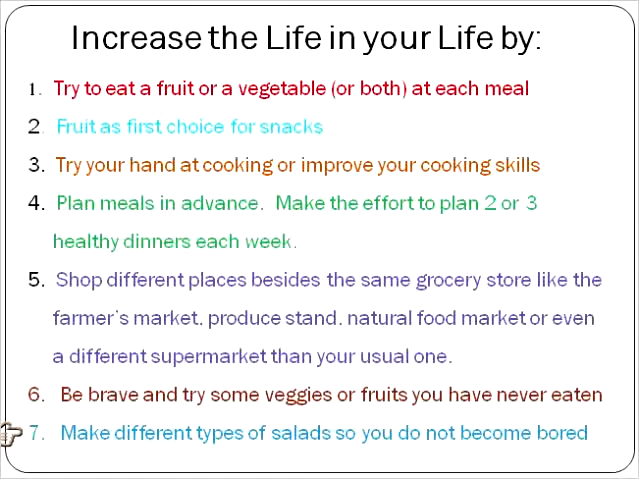 Increase the Life in your Life by:
1. Try to eat a fruit or a vegetable (or both) at each meal
2. Fruit as first choice for snacks
3. Try your hand at cooking or improve your cooking skills
4. Plan meals in advance. Make the effort to plan 2 or 3
healthy dinners each week.
5. Shop different places besides the same grocery store like the
farmer's market, produce stand, natural food market or even
a different supermarket than your usual one.
6. Be brave and try some veggies or fruits you have never eaten
7. Make different types of salads so you do not become bored